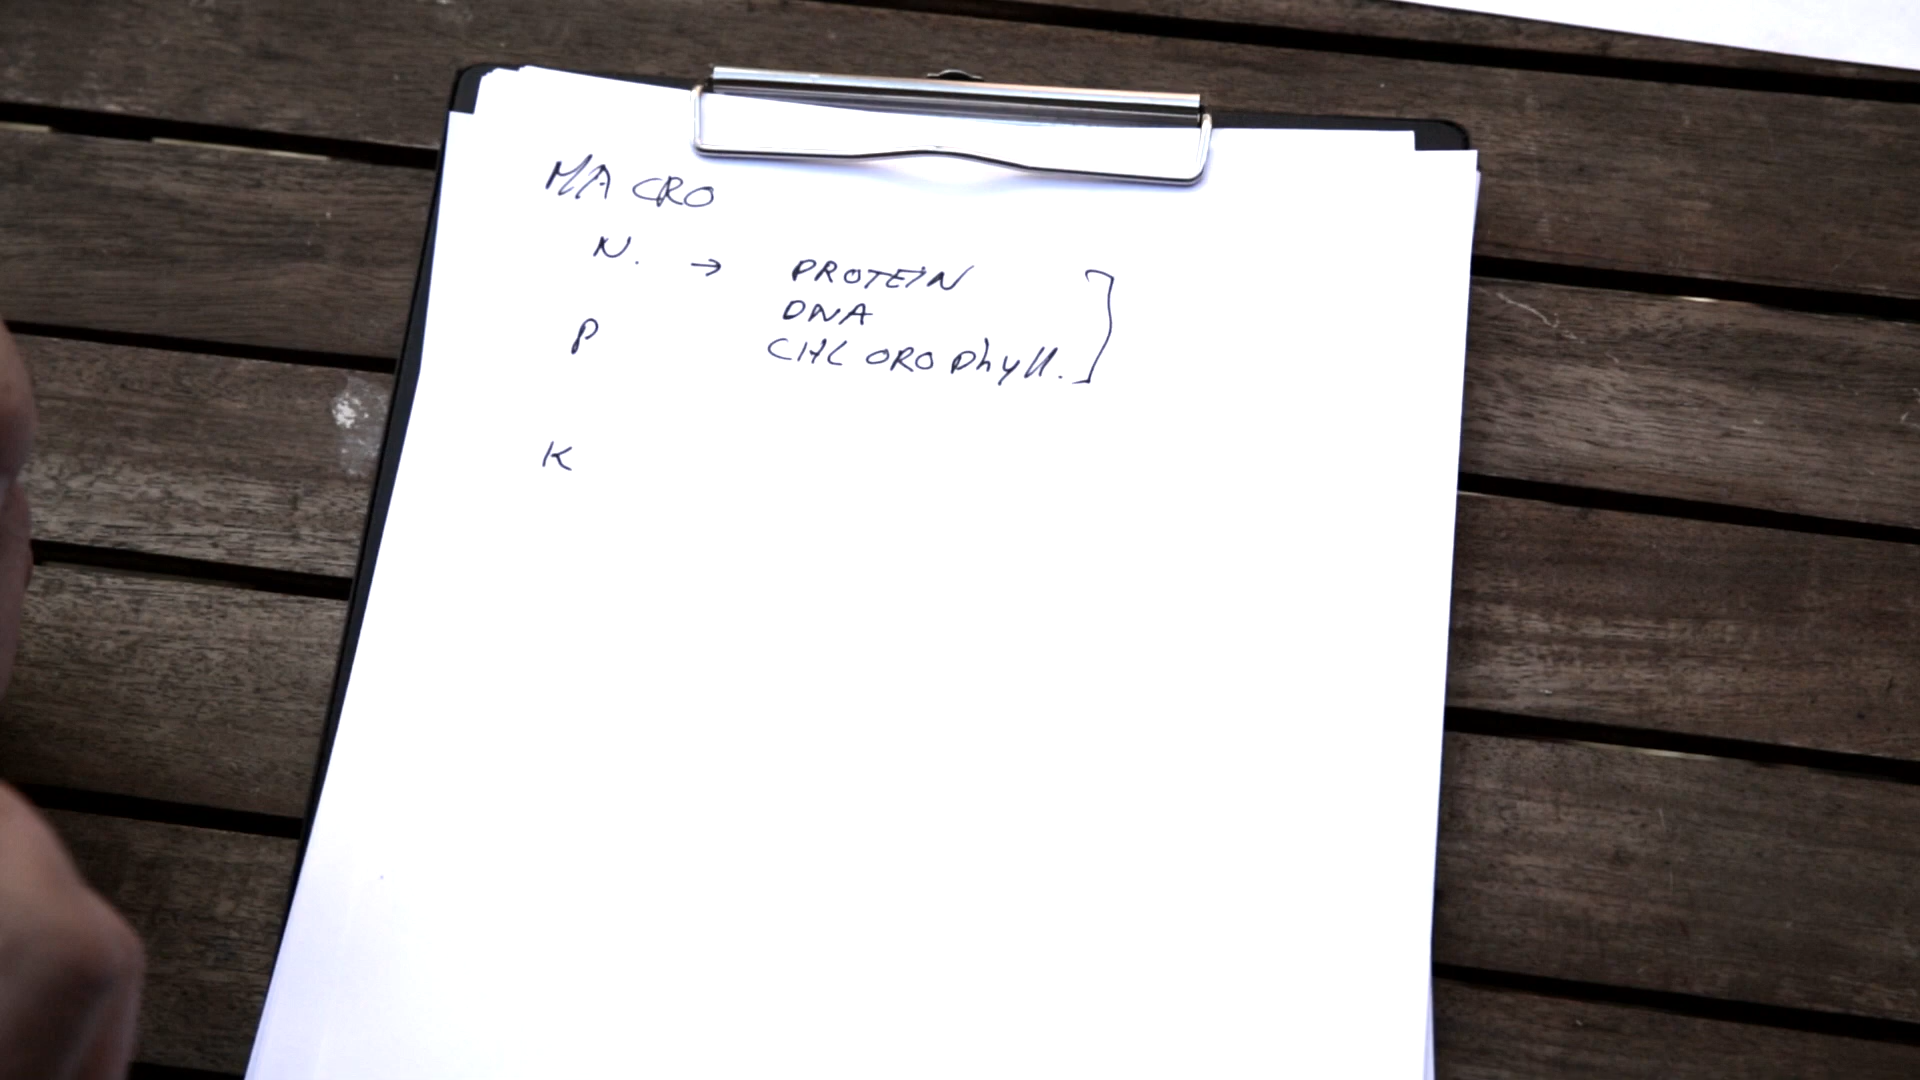 MACRO
N. → PROTEIN
DNA
P CHLOROphyll.
K